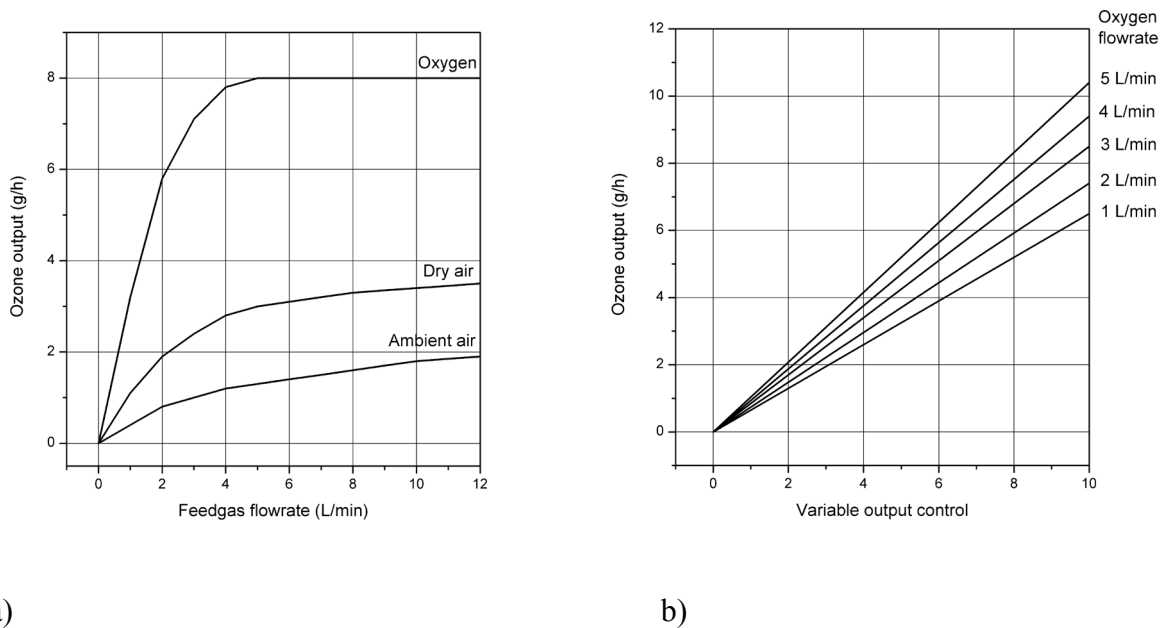 8
6
4
2
0
0
2
4
6
8
10
12
Ozone output (g/h)
Feedgas flowrate (L/min)
Oxygen
Dry air
Ambient air
a)
Oxygen
flowrate
12
10
8
6
4
2
0
0
2
4
6
8
10
Ozone output (g/h)
Variable output control
5 L/min
4 L/min
3 L/min
2 L/min
1 L/min
b)